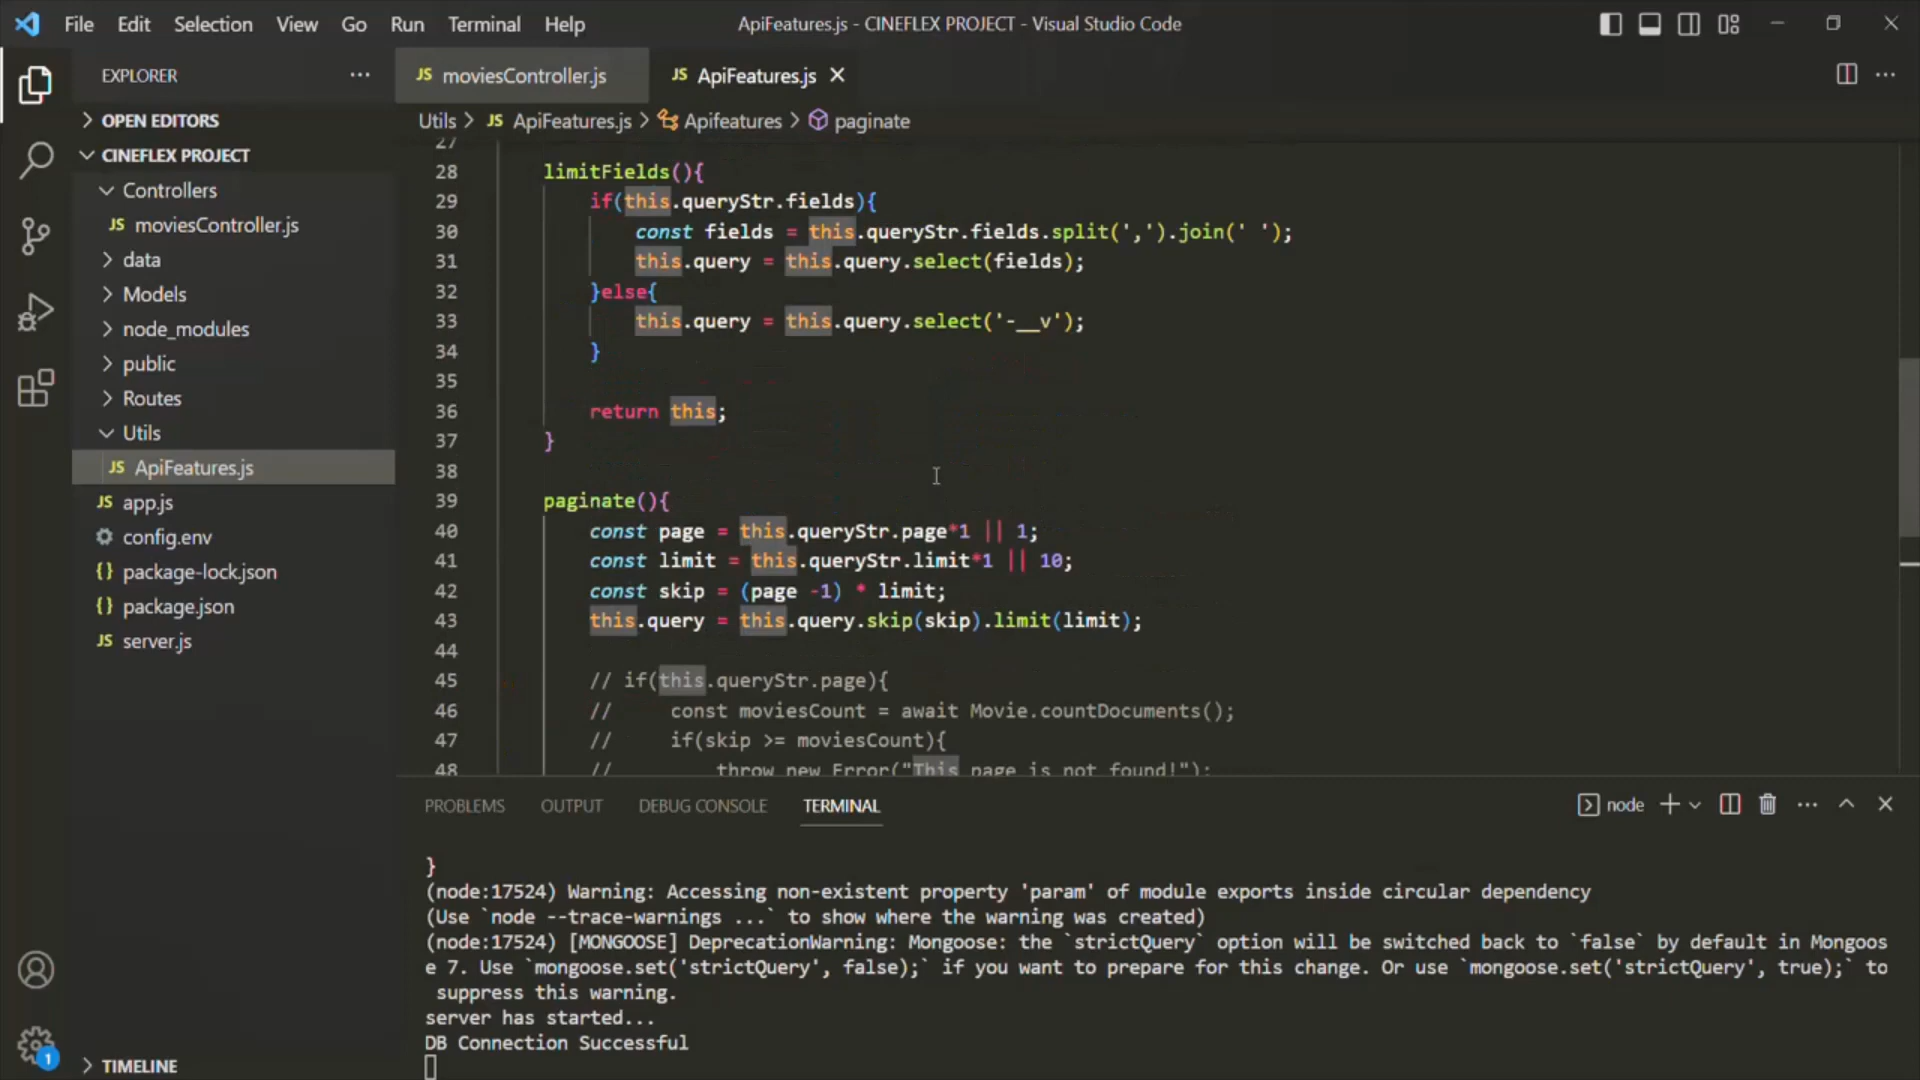 File Edit Selection View Go Run Terminal Help ApiFeatures.js - CINEFLEX PROJECT - Visual Studio Code
EXPLORER ···
JS moviesController.js JS ApiFeatures.js
OPEN EDITORS
CINEFLEX PROJECT
Controllers
JS moviesController.js
data
Models
node_modules
public
Routes
Utils
JS ApiFeatures.js
JS app.js
config.env
{} package-lock.json
{} package.json
JS server.js
TIMELINE
1
Utils > JS ApiFeatures.js > Apifeatures > paginate
27
28 limitFields(){
29 if(this.queryStr.fields){
30 const fields = this.queryStr.fields.split(',').join(' ');
31 this.query = this.query.select(fields);
32 }else{
33 this.query = this.query.select('-__v');
34 }
35
36 return this;
37 }
38
39 paginate(){
40 const page = this.queryStr.page*1 || 1;
41 const limit = this.queryStr.limit*1 || 10;
42 const skip = (page -1) * limit;
43 this.query = this.query.skip(skip).limit(limit);
44
45 // if(this.queryStr.page){
46 // const moviesCount = await Movie.countDocuments();
47 // if(skip >= moviesCount){
48 // throw new Error("This page is not found!");
PROBLEMS OUTPUT DEBUG CONSOLE TERMINAL node
}
(node:17524) Warning: Accessing non-existent property 'param' of module exports inside circular dependency
(Use `node --trace-warnings ...` to show where the warning was created)
(node:17524) [MONGOOSE] DeprecationWarning: Mongoose: the `strictQuery` option will be switched back to `false` by default in Mongoos
e 7. Use `mongoose.set('strictQuery', false);` if you want to prepare for this change. Or use `mongoose.set('strictQuery', true);` to
suppress this warning.
server has started...
DB Connection Successful